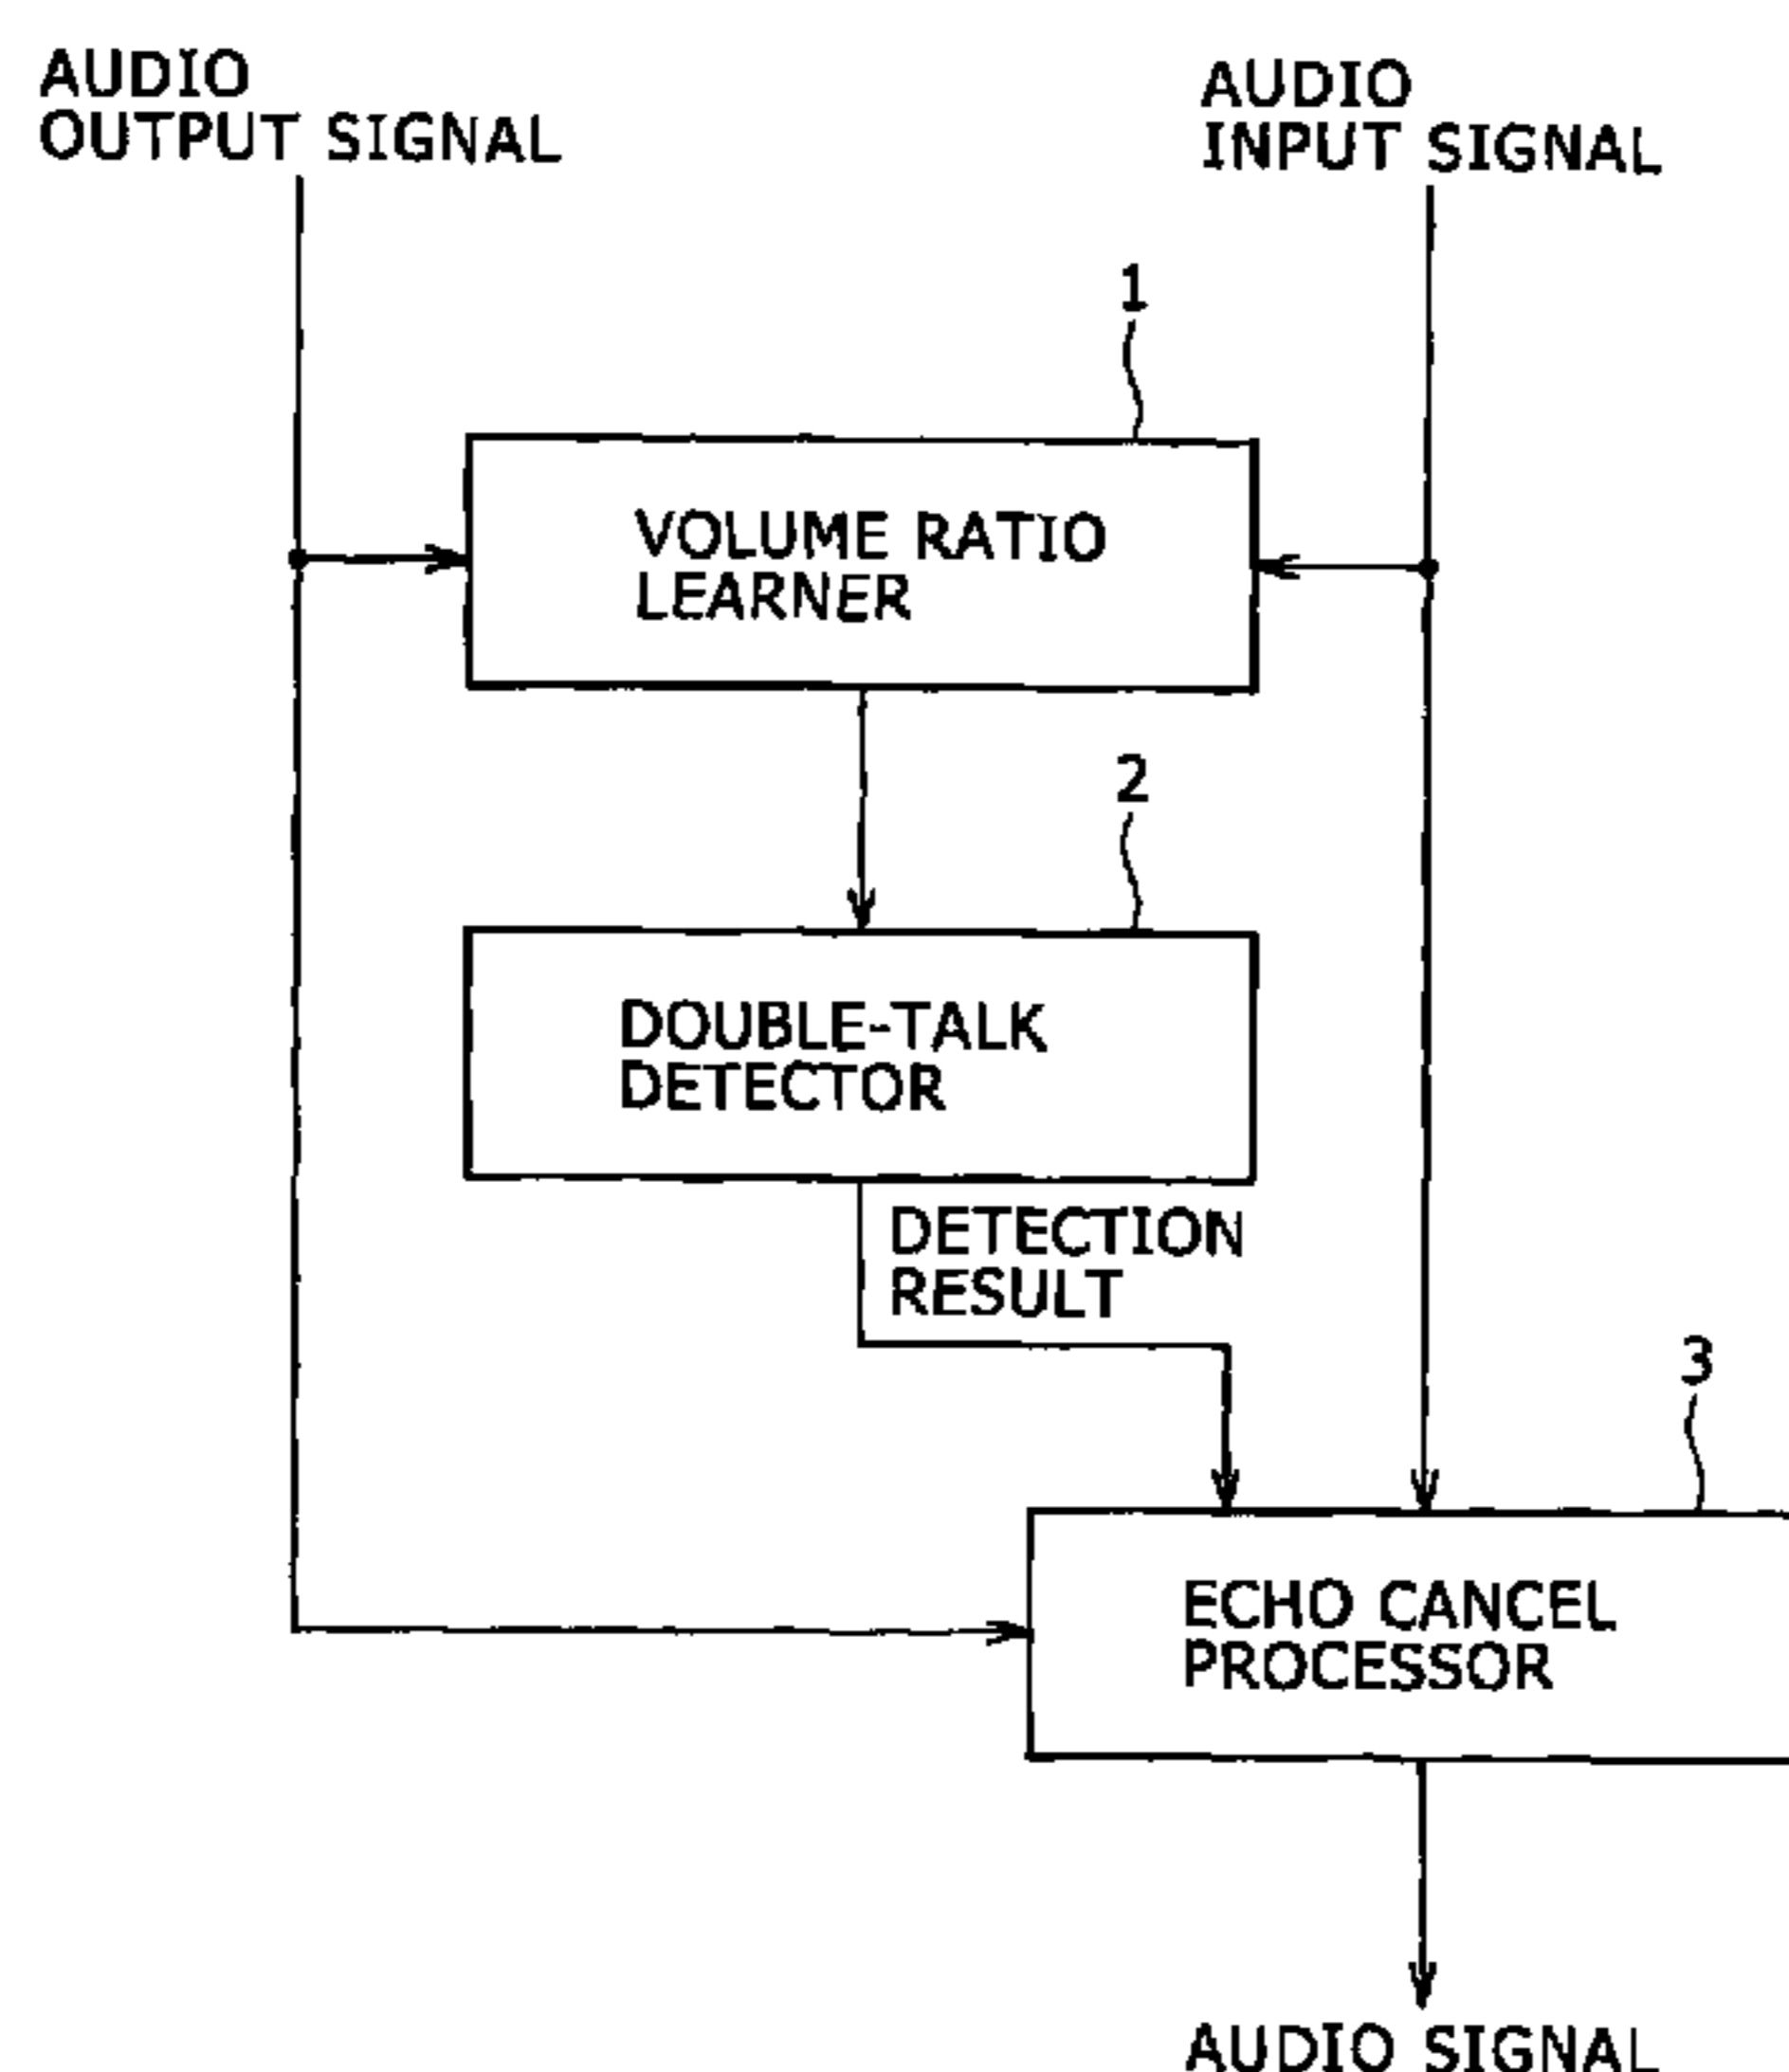 AUDIO
OUTPUT SIGNAL
AUDIO
INPUT SIGNAL
1
VOLUME RATIO
LEARNER
2
DOUBLE-TALK
DETECTOR
DETECTION
RESULT
3
ECHO CANCEL
PROCESSOR
AUDIO SIGNAL